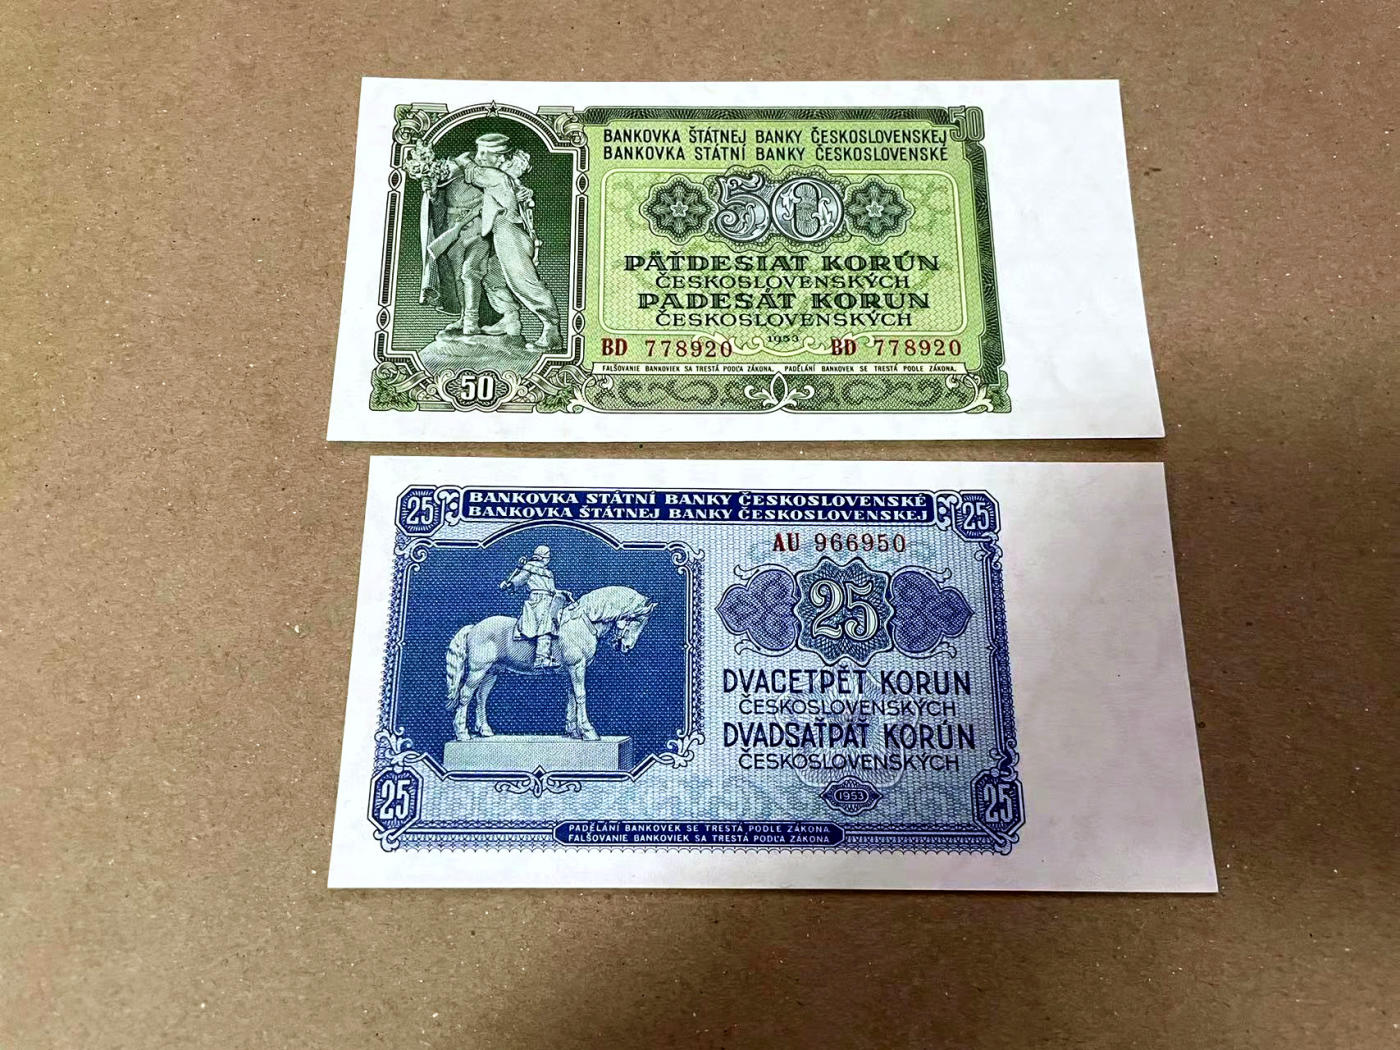 50
BANKOVKA ŠTÁTNEJ BANKY ČESKOSLOVENSKEJ
BANKOVKA STÁTNÍ BANKY ČESKOSLOVENSKÉ
50
PÄŤDESIAT KORÚN
ČESKOSLOVENSKÝCH
PADESÁT KORUN
ČESKOSLOVENSKÝCH
1953
BD 778920 BD 778920
FALŠOVANIE BANKOVIEK SA TRESTÁ PODĽA ZÁKONA. PADĚLÁNÍ BANKOVEK SE TRESTÁ PODLE ZÁKONA.
50
25 BANKOVKA STÁTNÍ BANKY ČESKOSLOVENSKÉ 25
BANKOVKA ŠTÁTNEJ BANKY ČESKOSLOVENSKEJ
AU 966950
25
DVACETPĚT KORUN
ČESKOSLOVENSKÝCH
DVADSAŤPÄŤ KORÚN
ČESKOSLOVENSKÝCH
25 1953 25
PADĚLÁNÍ BANKOVEK SE TRESTÁ PODLE ZÁKONA
FALŠOVANIE BANKOVIEK SA TRESTÁ PODĽA ZÁKONA